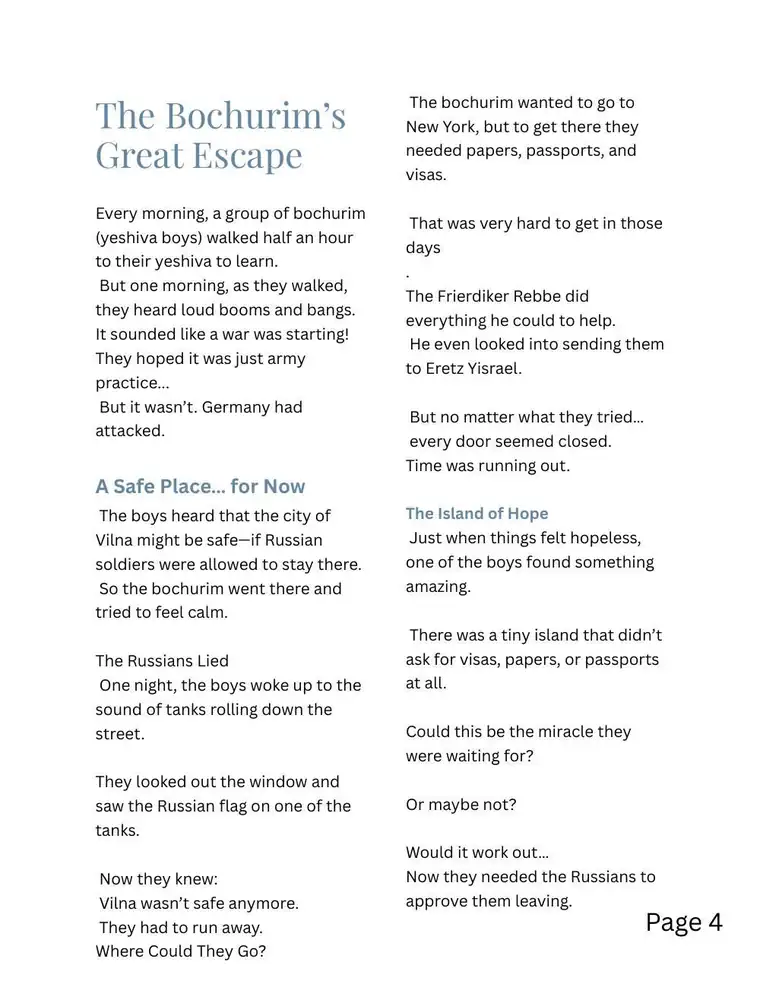 The Bochurim’s
Great Escape
Every morning, a group of bochurim
(yeshiva boys) walked half an hour
to their yeshiva to learn.
But one morning, as they walked,
they heard loud booms and bangs.
It sounded like a war was starting!
They hoped it was just army
practice...
But it wasn’t. Germany had
attacked.
A Safe Place... for Now
The boys heard that the city of
Vilna might be safe—if Russian
soldiers were allowed to stay there.
So the bochurim went there and
tried to feel calm.
The Russians Lied
One night, the boys woke up to the
sound of tanks rolling down the
street.
They looked out the window and
saw the Russian flag on one of the
tanks.
Now they knew:
Vilna wasn’t safe anymore.
They had to run away.
Where Could They Go?
The bochurim wanted to go to
New York, but to get there they
needed papers, passports, and
visas.
That was very hard to get in those
days
.
The Frierdiker Rebbe did
everything he could to help.
He even looked into sending them
to Eretz Yisrael.
But no matter what they tried...
every door seemed closed.
Time was running out.
The Island of Hope
Just when things felt hopeless,
one of the boys found something
amazing.
There was a tiny island that didn’t
ask for visas, papers, or passports
at all.
Could this be the miracle they
were waiting for?
Or maybe not?
Would it work out...
Now they needed the Russians to
approve them leaving.
Page 4